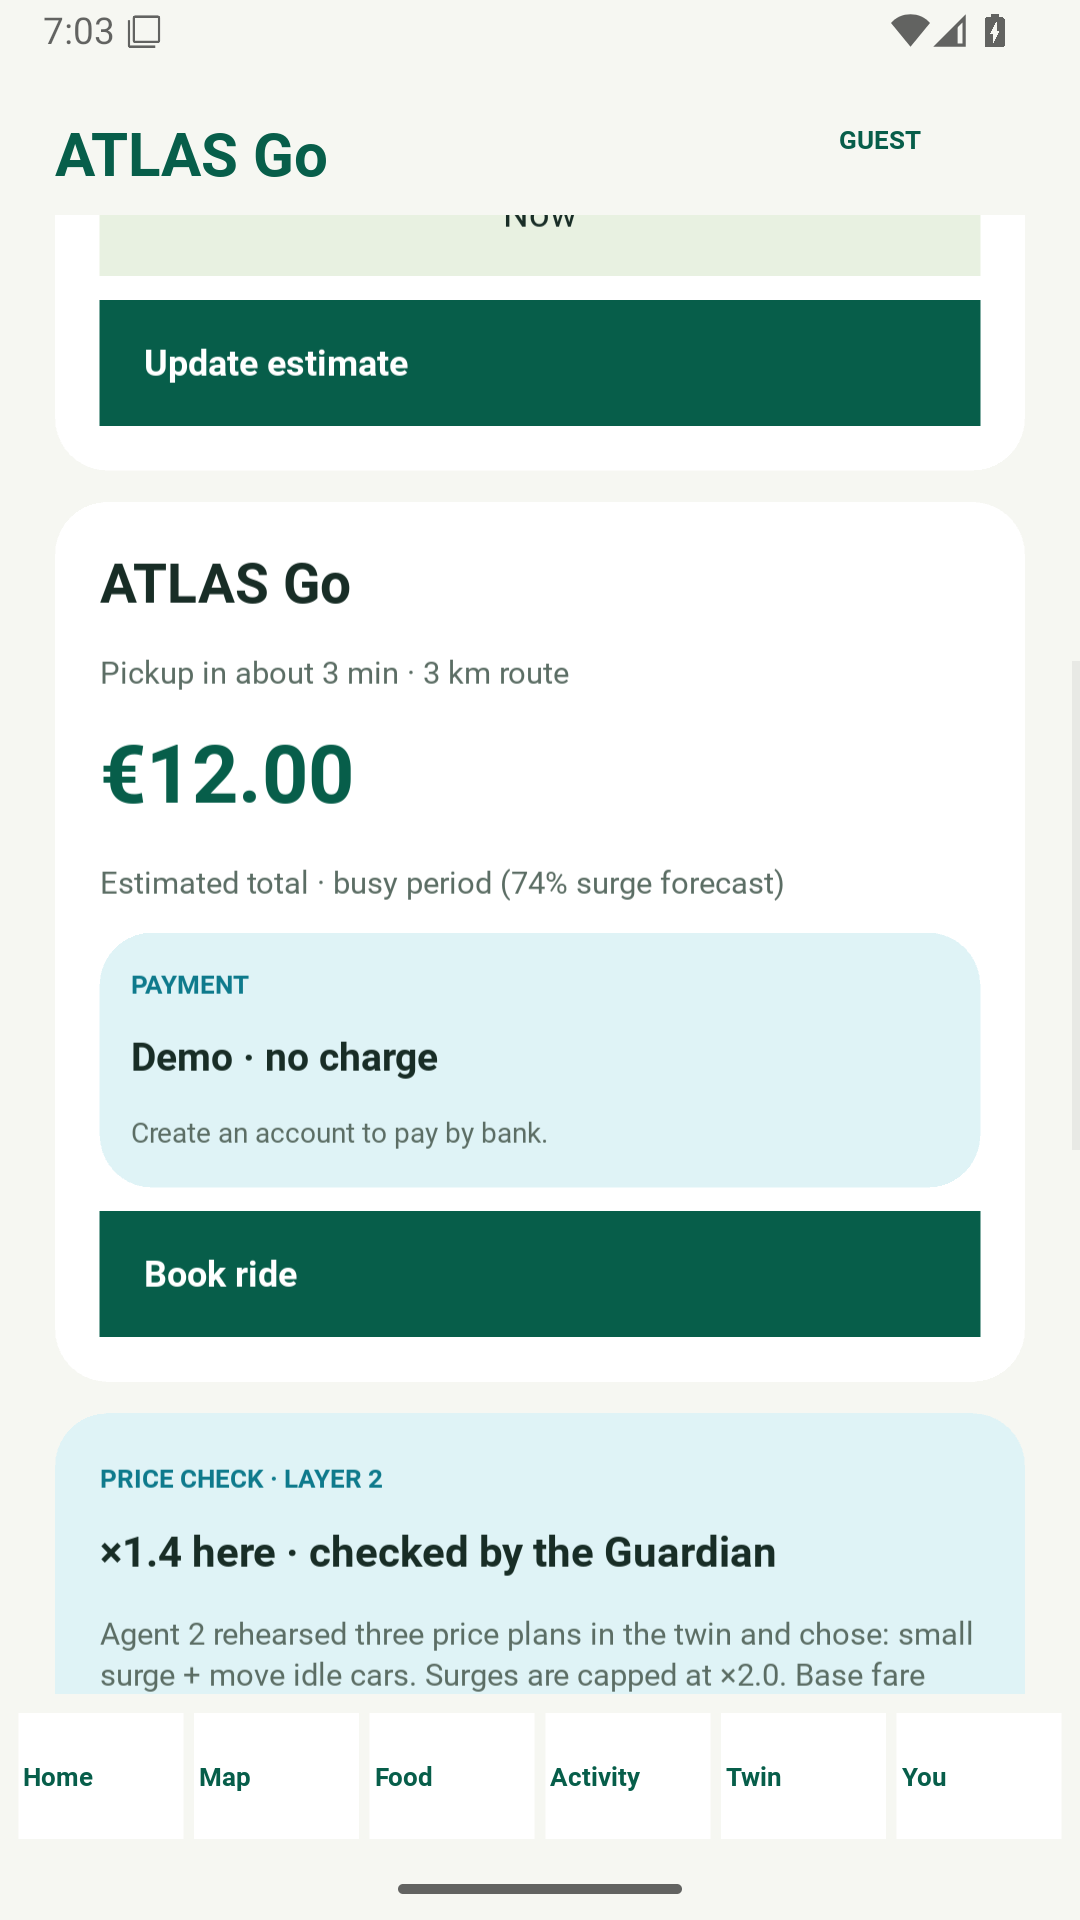 7:03
ATLAS Go
GUEST
Now
Update estimate
ATLAS Go
Pickup in about 3 min · 3 km route
€12.00
Estimated total · busy period (74% surge forecast)
PAYMENT
Demo · no charge
Create an account to pay by bank.
Book ride
PRICE CHECK · LAYER 2
×1.4 here · checked by the Guardian
Agent 2 rehearsed three price plans in the twin and chose: small
surge + move idle cars. Surges are capped at ×2.0. Base fare
Home
Map
Food
Activity
Twin
You